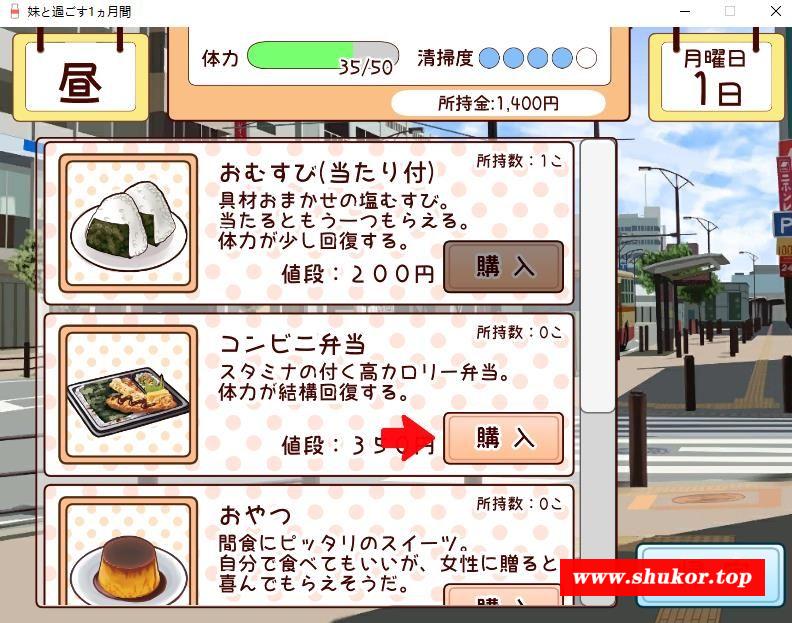 妹と過ごす1ヵ月間
昼
体力
35/50
清掃度
所持金:1,400円
月曜日
1日
おむすび(当たり付)
所持数：1こ
具材おまかせの塩むすび。
当たるともう一つもらえる。
体力が少し回復する。
値段：２００円
購 入
コンビニ弁当
所持数：0こ
スタミナの付く高カロリー弁当。
体力が結構回復する。
値段：３５０円
購 入
おやつ
所持数：0こ
間食にピッタリのスイーツ。
自分で食べてもいいが、女性に贈ると
喜んでもらえそうだ。
www.shukor.top